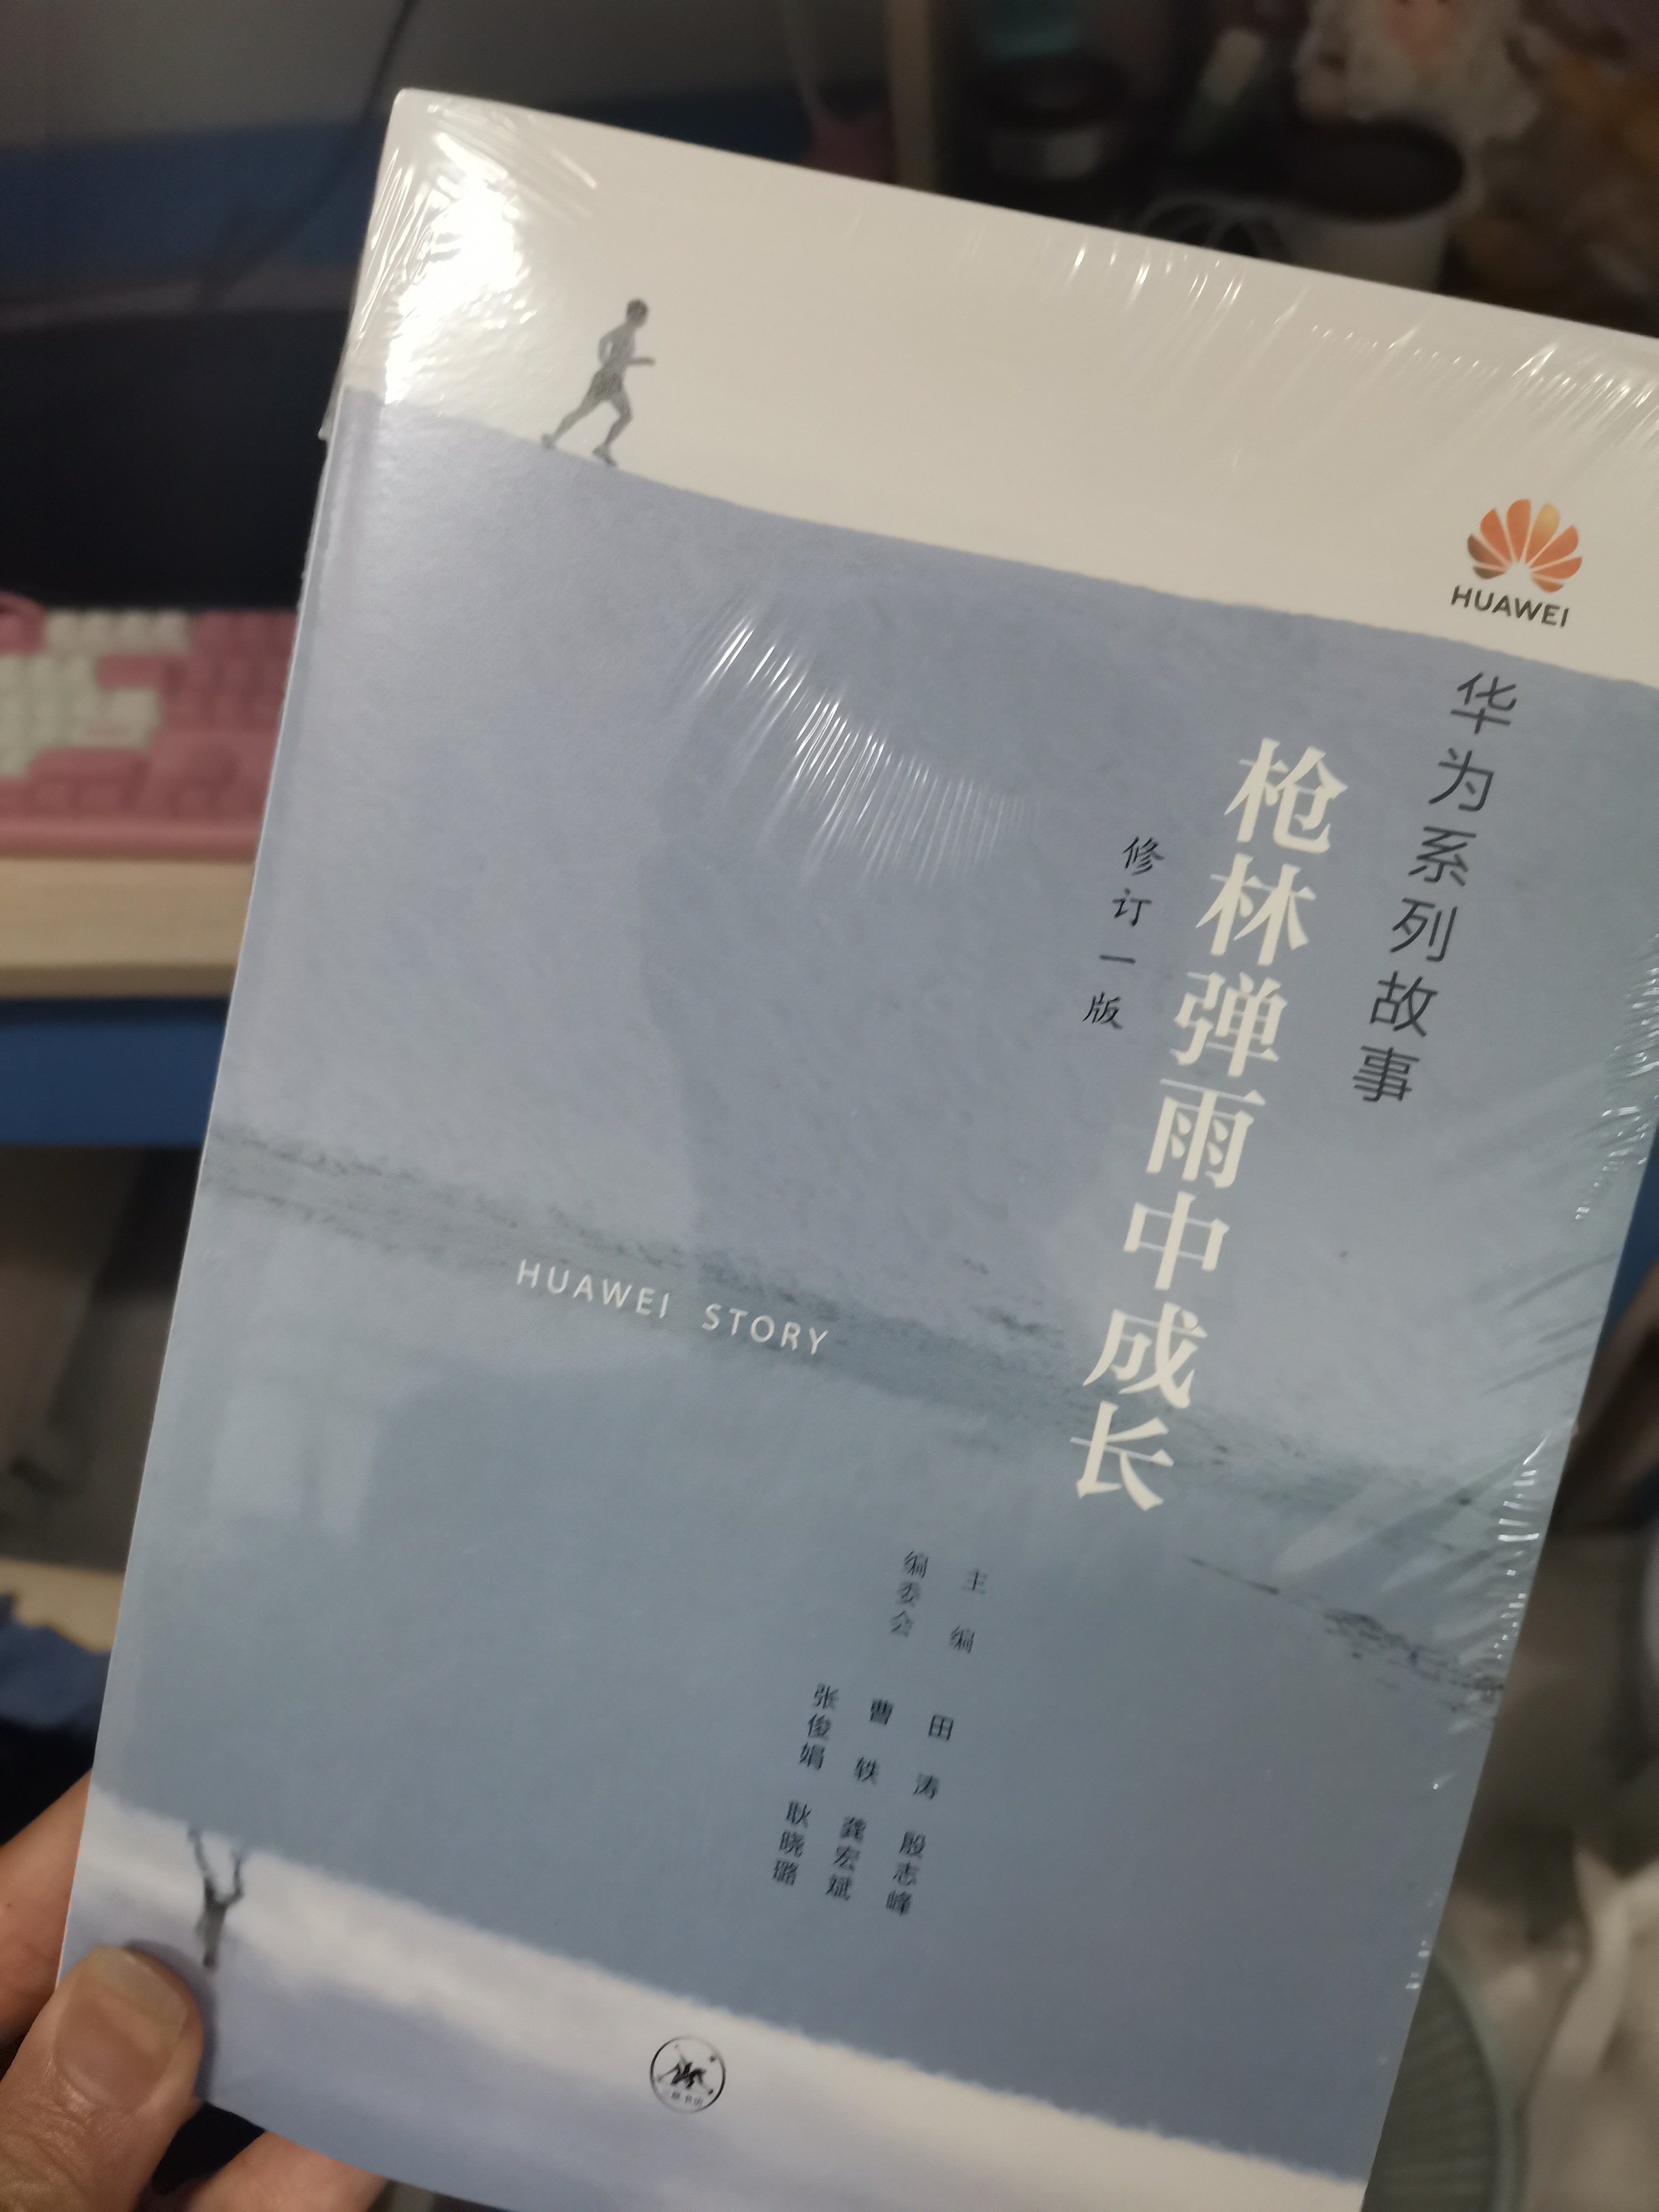 HUAWEI
华为系列故事
枪林弹雨中成长
修订一版
HUAWEI STORY
主编 田涛 殷志峰
编委会 曹轶 龚宏斌
张俊娟 耿晓璐